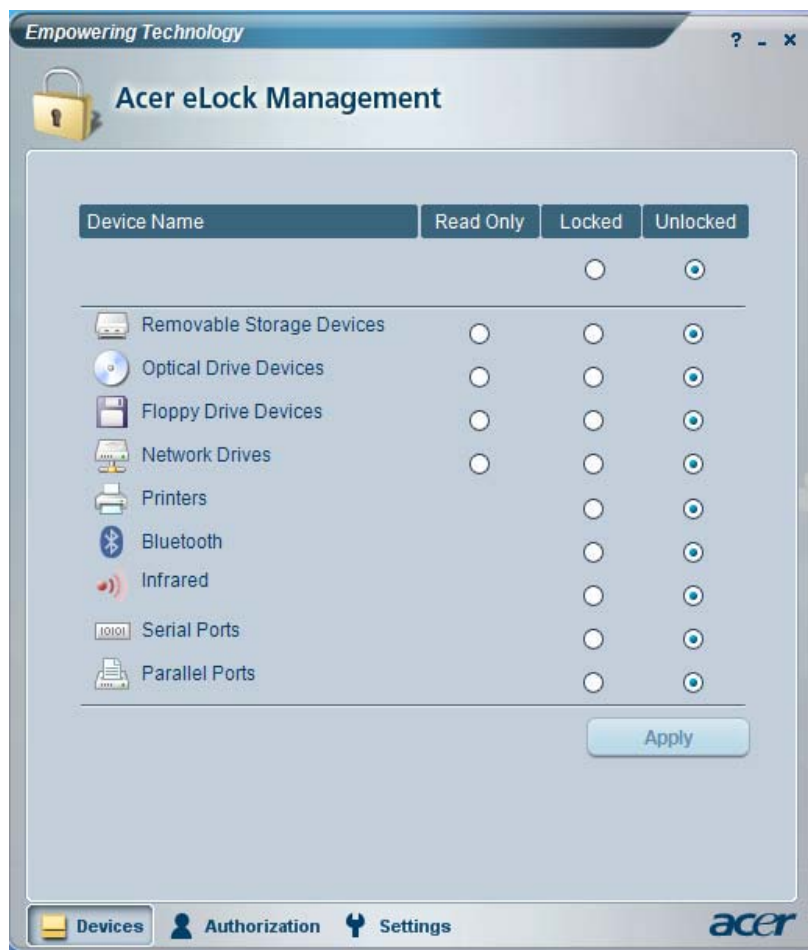 Empowering Technology
? - x
Acer eLock Management
Device Name Read Only Locked Unlocked
Removable Storage Devices
Optical Drive Devices
Floppy Drive Devices
Network Drives
Printers
Bluetooth
Infrared
10101 Serial Ports
Parallel Ports
Apply
Devices Authorization Settings acer